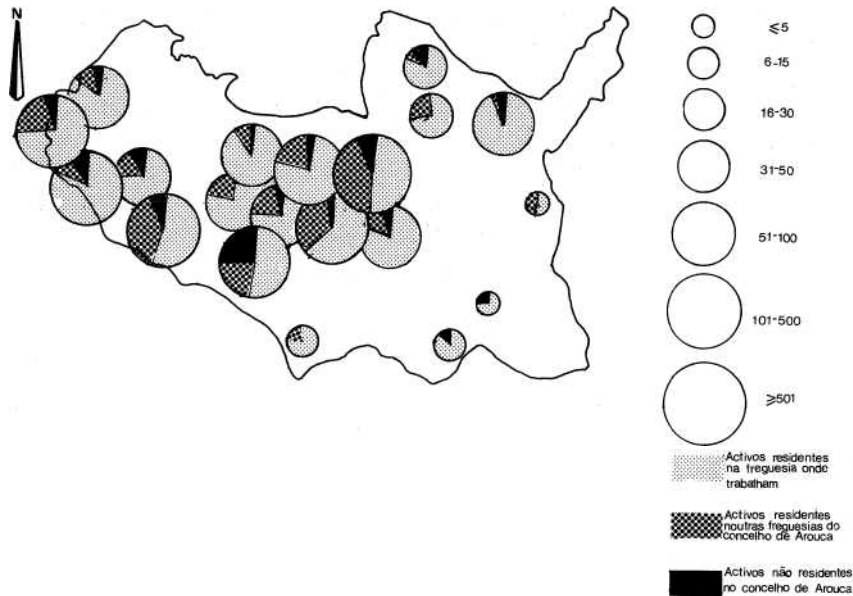 N
≤5
6-15
16-30
31-50
51-100
101-500
≥501
Activos residentes
na freguesia onde
trabalham
Activos residentes
noutras freguesias do
concelho de Arouca
Activos não residentes
no concelho de Arouca